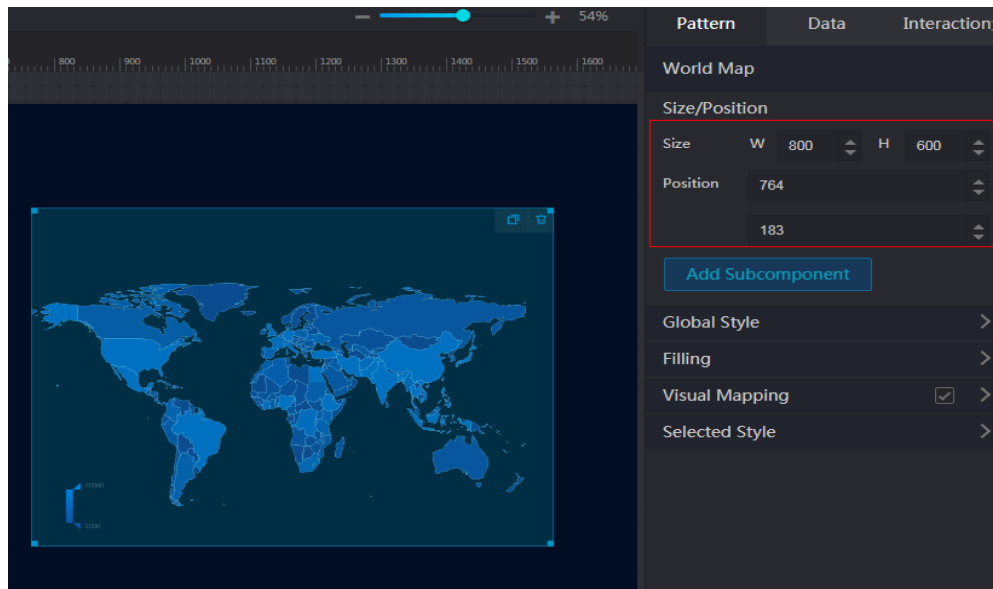 54%
Pattern Data Interaction
800 900 1000 1100 1200 1300 1400 1500 1600
World Map
Size/Position
Size W 800 H 600
Position 764
183
Add Subcomponent
Global Style
Filling
Visual Mapping
Selected Style